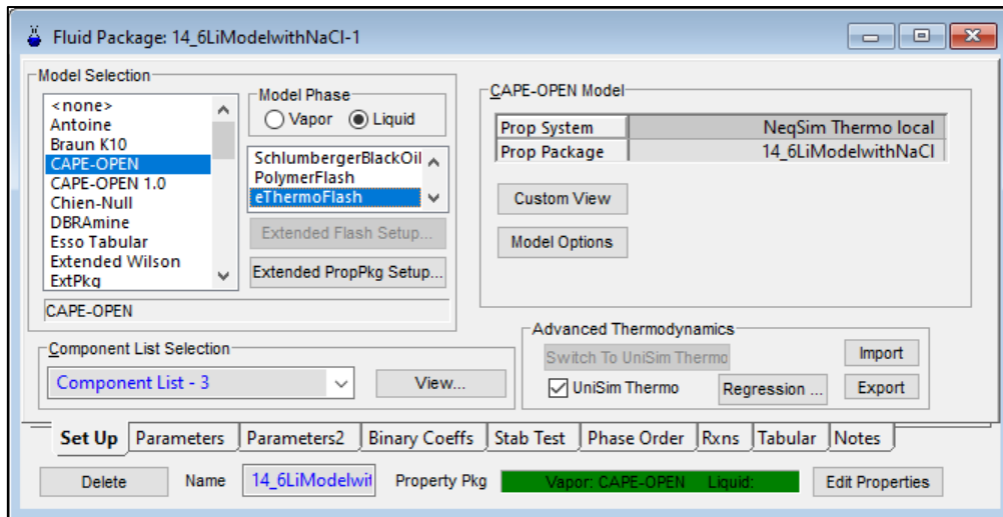 Fluid Package: 14_6LiModelwithNaCl-1
Model Selection
<none>
Antoine
Braun K10
CAPE-OPEN
CAPE-OPEN 1.0
Chien-Null
DBRAmine
Esso Tabular
Extended Wilson
ExtPkg
CAPE-OPEN
Model Phase
Vapor Liquid
SchlumbergerBlackOil
PolymerFlash
eThermoFlash
Extended Flash Setup...
Extended PropPkg Setup...
CAPE-OPEN Model
Prop System NeqSim Thermo local
Prop Package 14_6LiModelwithNaCl
Custom View
Model Options
Component List Selection
Component List - 3 View...
Advanced Thermodynamics
Switch To UniSim Thermo Import
UniSim Thermo Regression ... Export
Set Up Parameters Parameters2 Binary Coeffs Stab Test Phase Order Rxns Tabular Notes
Delete Name 14_6LiModelwit Property Pkg Vapor: CAPE-OPEN Liquid: Edit Properties